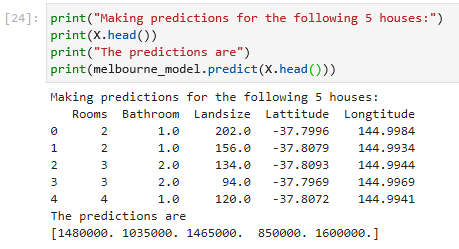 [24]: print("Making predictions for the following 5 houses:")
print(X.head())
print("The predictions are")
print(melbourne_model.predict(X.head()))
Making predictions for the following 5 houses:
Rooms Bathroom Landsize Lattitude Longtitude
0 2 1.0 202.0 -37.7996 144.9984
1 2 1.0 156.0 -37.8079 144.9934
2 3 2.0 134.0 -37.8093 144.9944
3 3 2.0 94.0 -37.7969 144.9969
4 4 1.0 120.0 -37.8072 144.9941
The predictions are
[1480000. 1035000. 1465000. 850000. 1600000.]